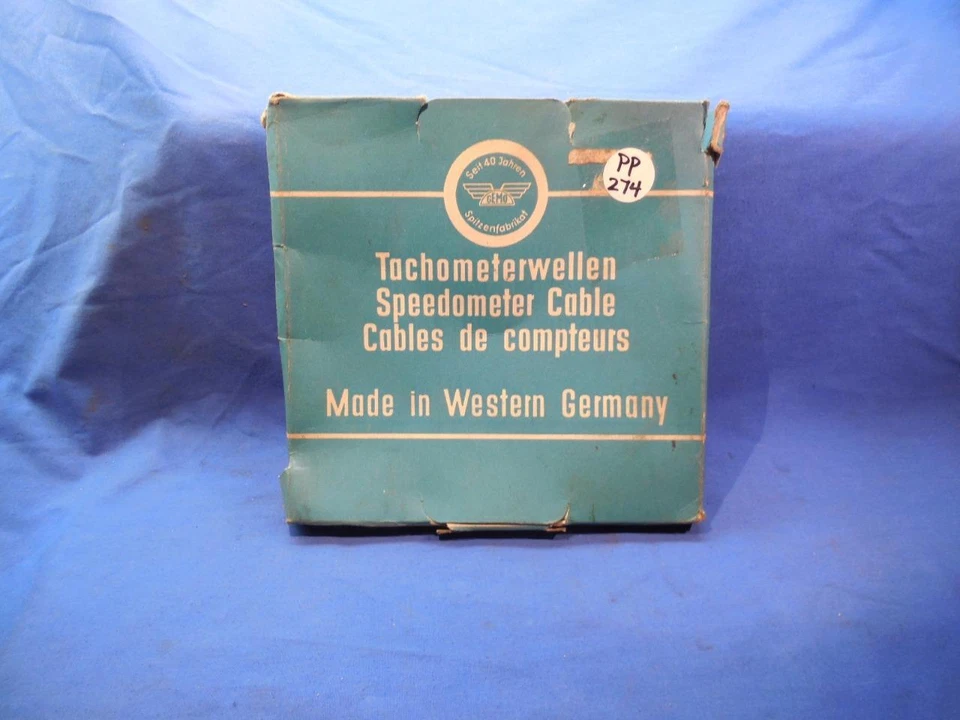 Seit 40 Jahren
GEMO
Spitzenfabrikat
PP
274
Tachometerwellen
Speedometer Cable
Cables de compteurs
Made in Western Germany